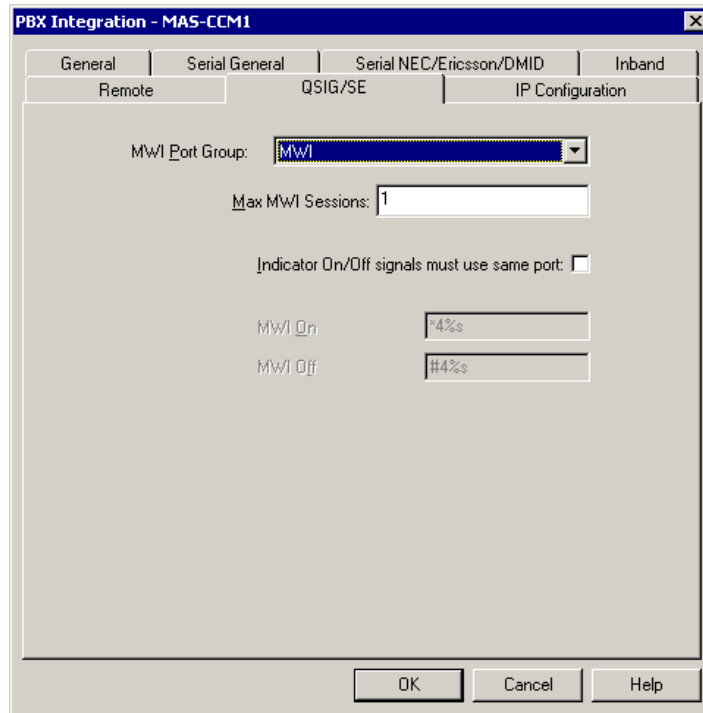 PBX Integration - MAS-CCM1
General Serial General Serial NEC/Ericsson/DMID Inband
Remote QSIG/SE IP Configuration
MWI Port Group: MWI
Max MWI Sessions: 1
Indicator On/Off signals must use same port:
MWI On *4%s
MWI Off #4%s
OK Cancel Help